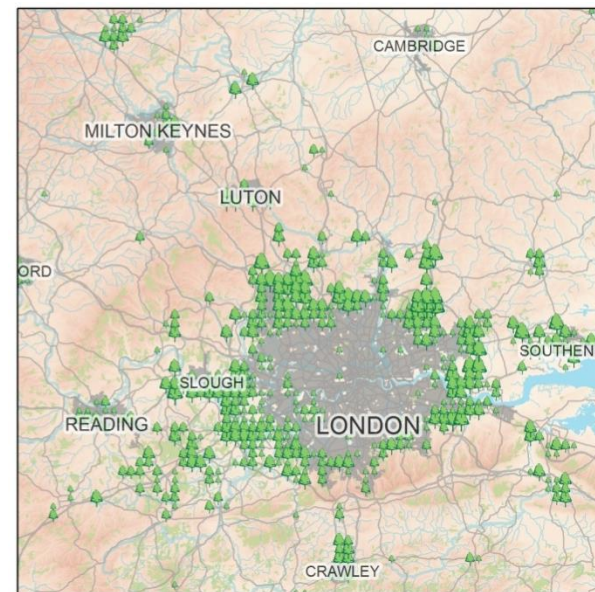 CAMBRIDGE
MILTON KEYNES
LUTON
ORD
SOUTHEN
SLOUGH
READING
LONDON
CRAWLEY